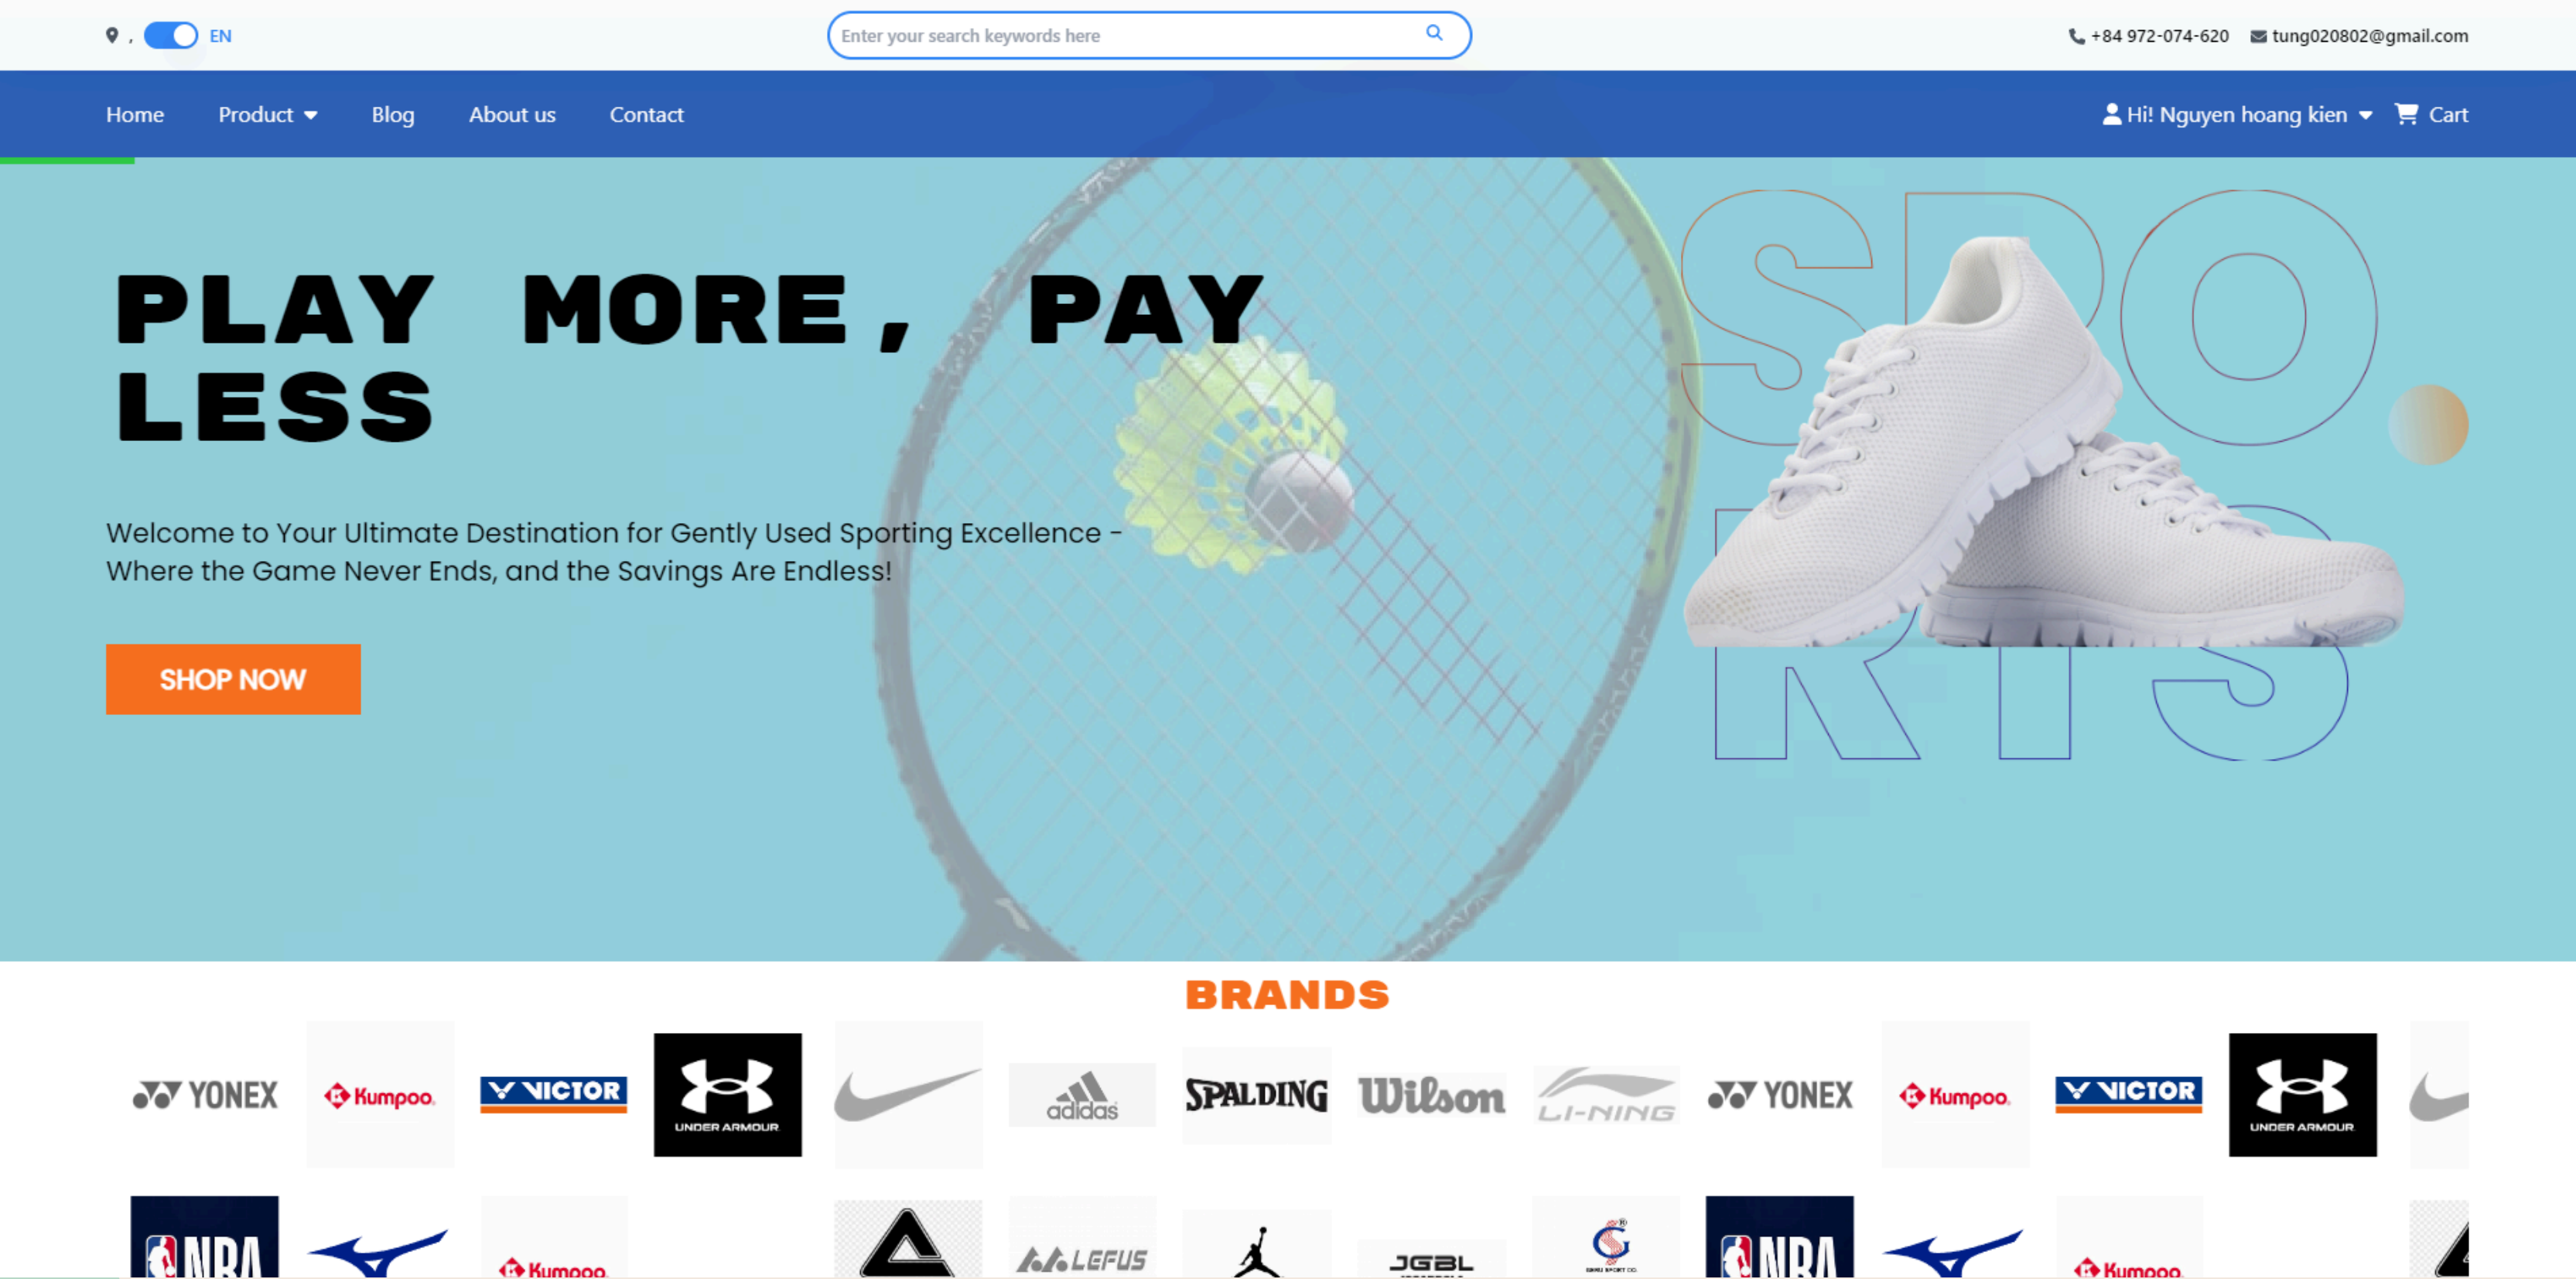 , EN
Enter your search keywords here
+84 972-074-620 tung020802@gmail.com
Home Product Blog About us Contact
Hi! Nguyen hoang kien Cart
PLAY MORE, PAY
LESS
SPO
RTS
Welcome to Your Ultimate Destination for Gently Used Sporting Excellence -
Where the Game Never Ends, and the Savings Are Endless!
SHOP NOW
BRANDS
YONEX Kumpoo VICTOR UNDER ARMOUR adidas SPALDING Wilson LI-NING YONEX Kumpoo VICTOR UNDER ARMOUR
NBA Kumpoo LEFUS JGBL NBA Kumpoo